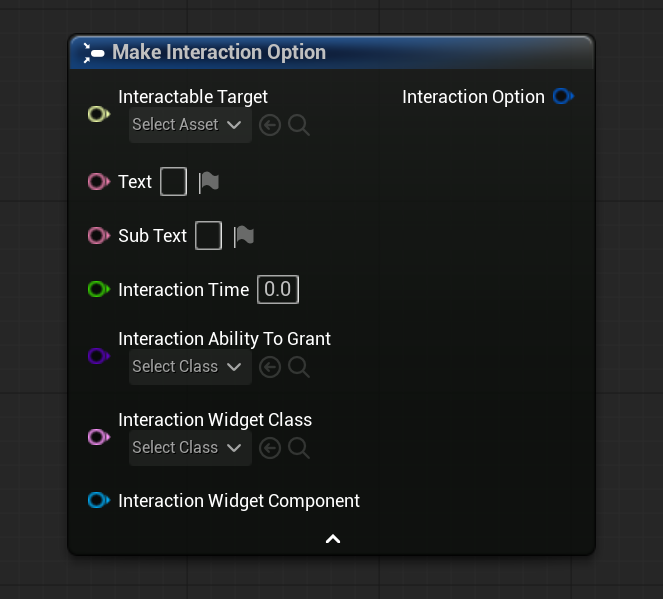 Make Interaction Option
Interactable Target
Interaction Option
Select Asset
Text
Sub Text
Interaction Time 0.0
Interaction Ability To Grant
Select Class
Interaction Widget Class
Select Class
Interaction Widget Component